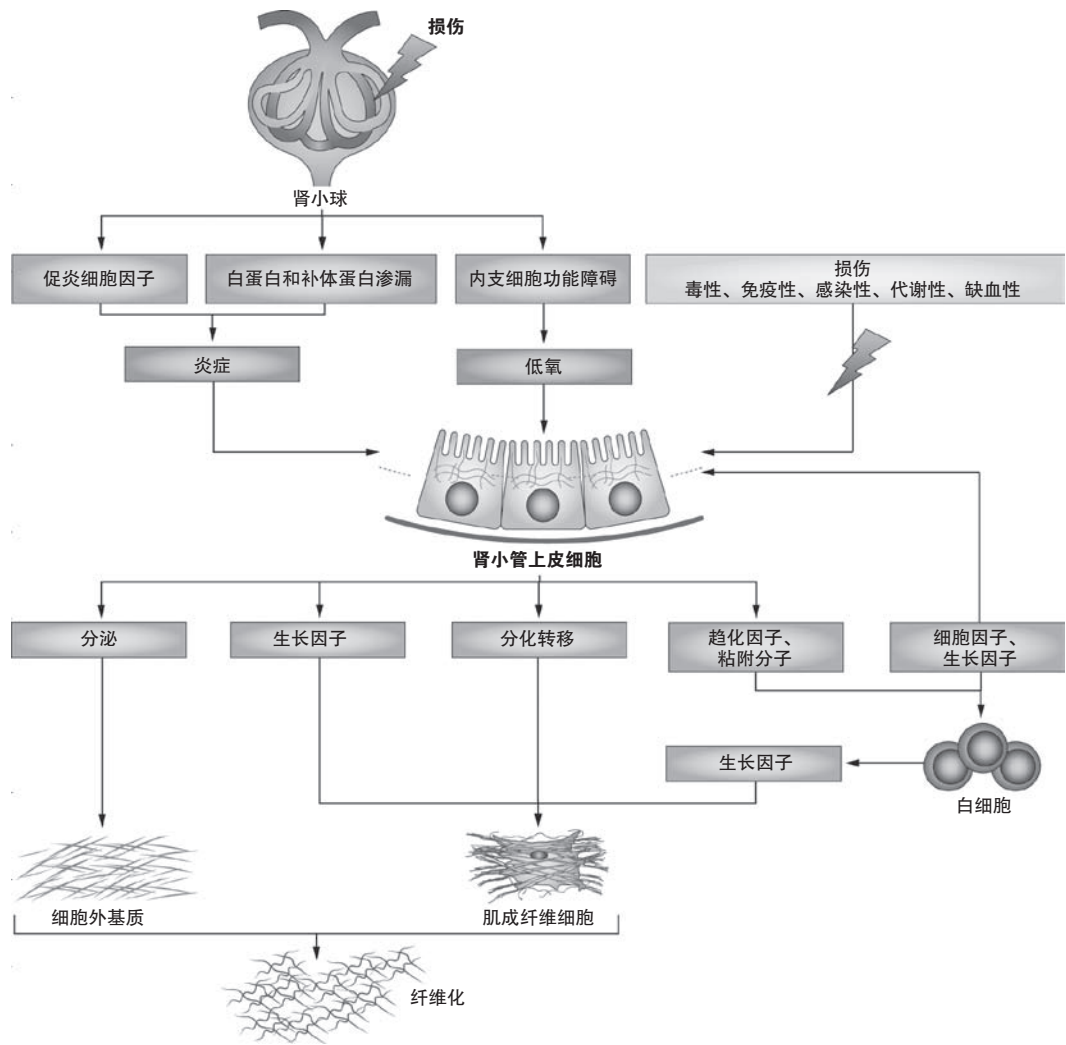 损伤
肾小球
促炎细胞因子
白蛋白和补体蛋白渗漏
内支细胞功能障碍
损伤
毒性、免疫性、感染性、代谢性、缺血性
炎症
低氧
肾小管上皮细胞
分泌
生长因子
分化转移
趋化因子、
粘附分子
细胞因子、
生长因子
生长因子
白细胞
细胞外基质
肌成纤维细胞
纤维化